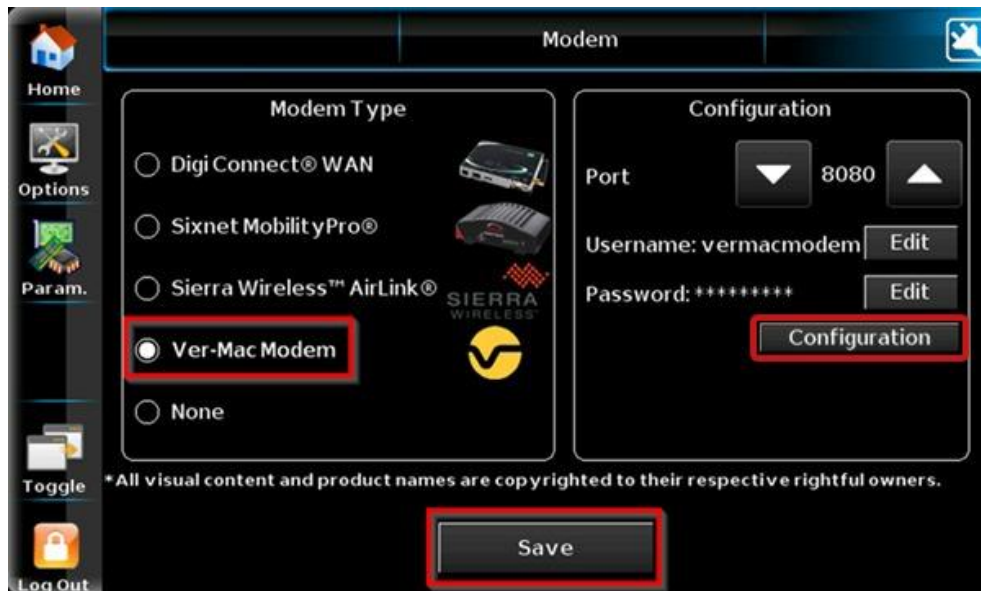 Modem
Home
Options
Param.
Toggle
Log Out
Modem Type
Digi Connect® WAN
Sixnet MobilityPro®
Sierra Wireless™ AirLink®
SIERRA
WIRELESS™
Ver-Mac Modem
None
Configuration
Port
8080
Username: vermacmodem Edit
Password: ********* Edit
Configuration
*All visual content and product names are copyrighted to their respective rightful owners.
Save